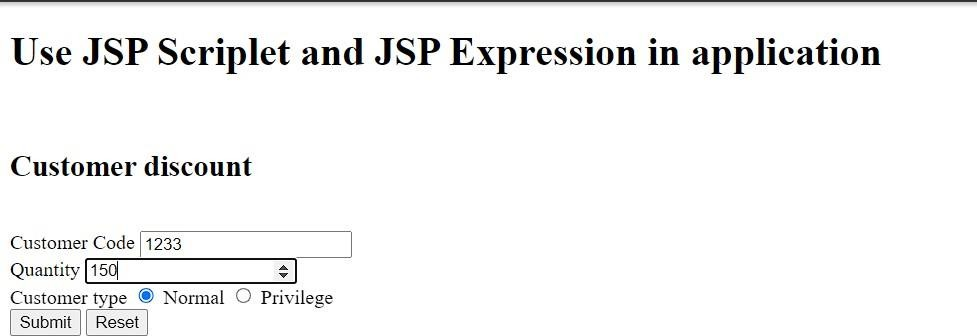 Use JSP Scriplet and JSP Expression in application
Customer discount
Customer Code 1233
Quantity 150
Customer type Normal Privilege
Submit Reset